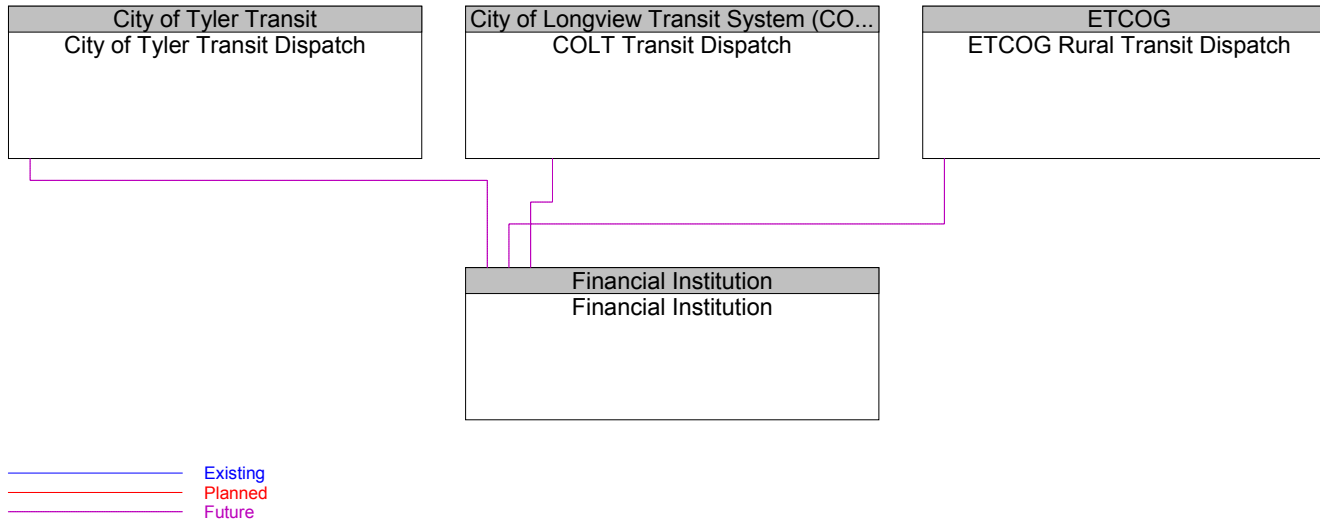 City of Tyler Transit
City of Tyler Transit Dispatch
City of Longview Transit System (CO...
COLT Transit Dispatch
ETCOG
ETCOG Rural Transit Dispatch
Financial Institution
Financial Institution
Existing
Planned
Future